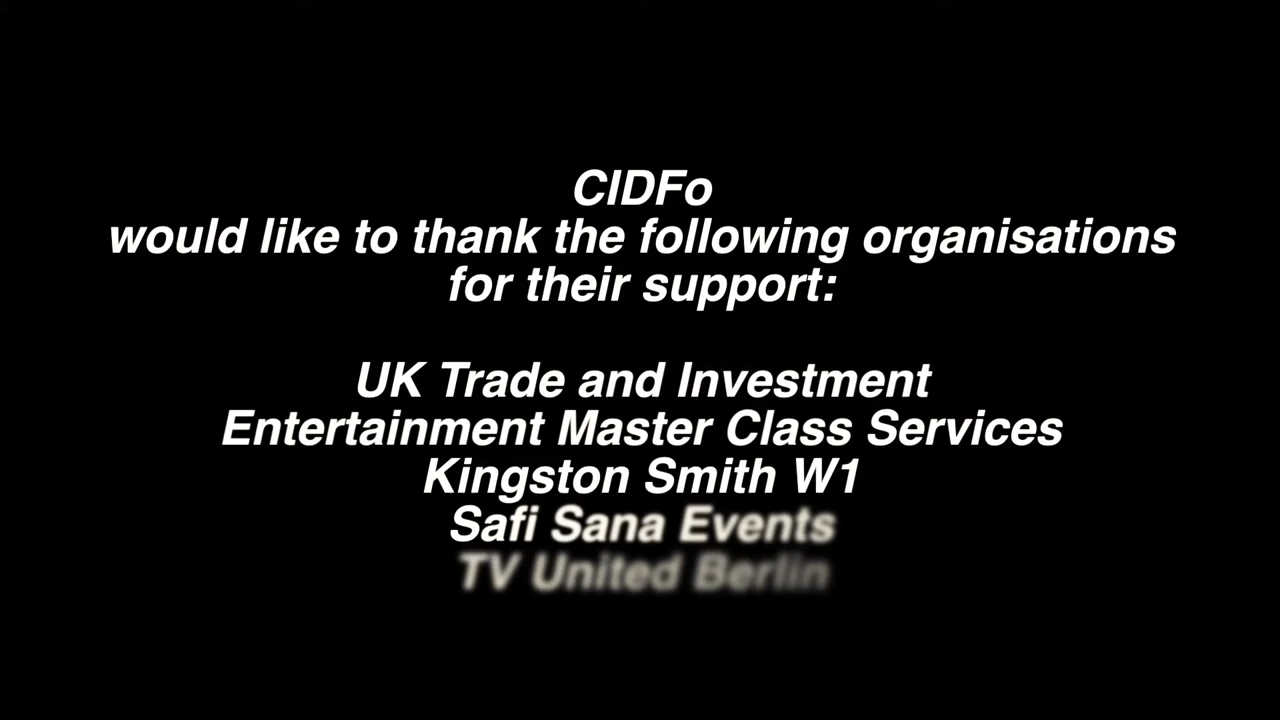 CIDFo
would like to thank the following organisations
for their support:
UK Trade and Investment
Entertainment Master Class Services
Kingston Smith W1
Safi Sana Events
TV United Berlin